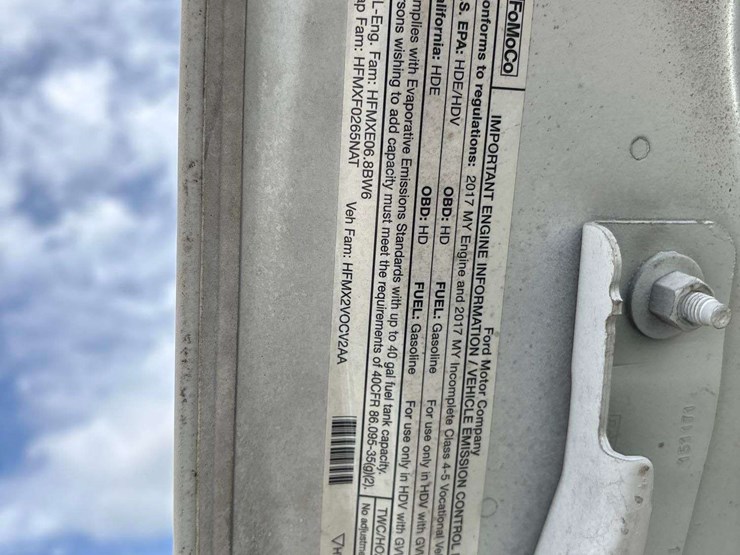 FoMoCo
IMPORTANT ENGINE INFORMATION / VEHICLE EMISSION CONTROL
Ford Motor Company
onforms to regulations: 2017 MY Engine and 2017 MY Incomplete Class 4-5 Vocational Ve
S. EPA: HDE/HDV OBD: HD FUEL: Gasoline For use only in HDV with GV
alifornia: HDE OBD: HD FUEL: Gasoline For use only in HDV with GV
mplies with Evaporative Emissions Standards with up to 40 gal fuel tank capacity.
sons wishing to add capacity must meet the requirements of 40CFR 86.095-35(g)(2).
L-Eng. Fam: HFMXE06.8BW6
ap Fam: HFMXF0265NAT Veh Fam: HFMX2VOCV2AA
TWC/HO
No adjustme